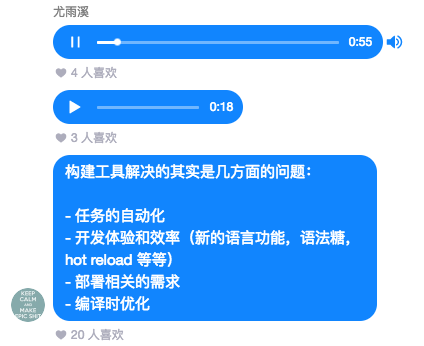 尤雨溪
0:55
4 人喜欢
0:18
3 人喜欢
构建工具解决的其实是几方面的问题：
- 任务的自动化
- 开发体验和效率（新的语言功能，语法糖，
hot reload 等等）
- 部署相关的需求
- 编译时优化
KEEP
CALM
AND
MAKE
EPIC SHIT
20 人喜欢